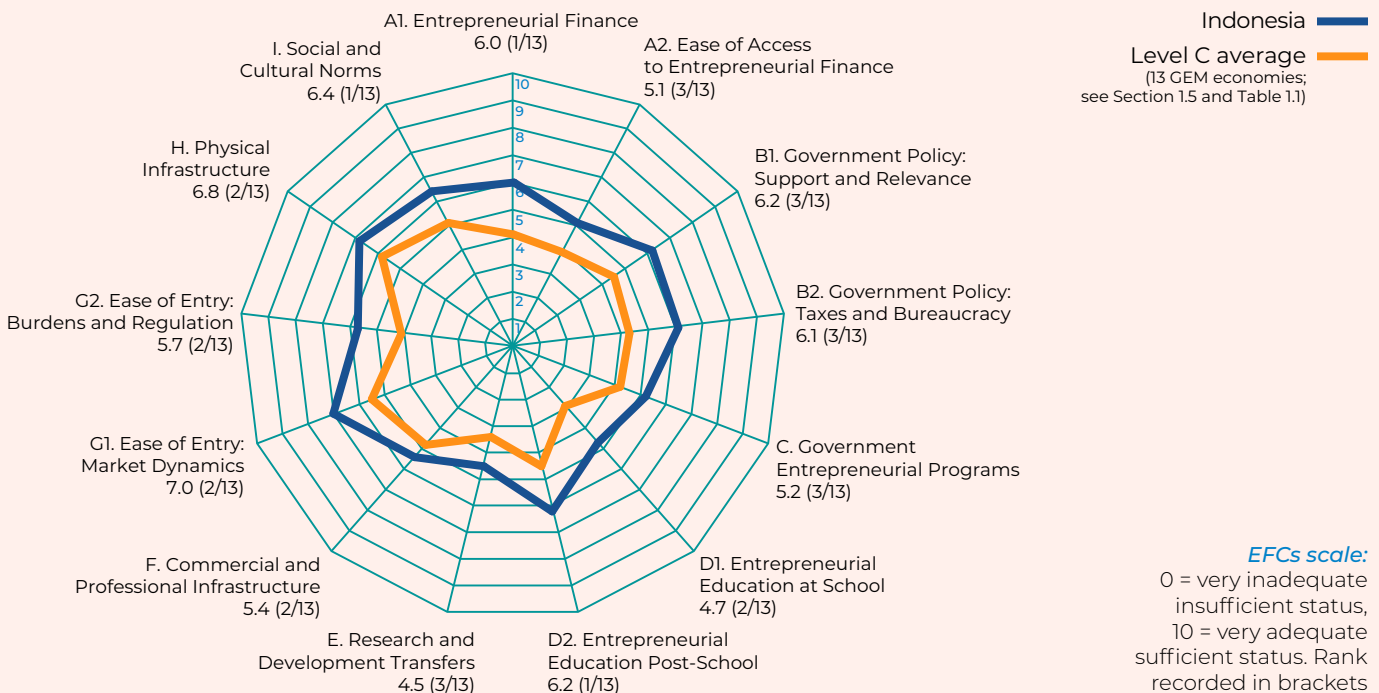 A1. Entrepreneurial Finance
6.0 (1/13)
A2. Ease of Access
to Entrepreneurial Finance
5.1 (3/13)
B1. Government Policy:
Support and Relevance
6.2 (3/13)
B2. Government Policy:
Taxes and Bureaucracy
6.1 (3/13)
C. Government
Entrepreneurial Programs
5.2 (3/13)
D1. Entrepreneurial
Education at School
4.7 (2/13)
D2. Entrepreneurial
Education Post-School
6.2 (1/13)
E. Research and
Development Transfers
4.5 (3/13)
F. Commercial and
Professional Infrastructure
5.4 (2/13)
G1. Ease of Entry:
Market Dynamics
7.0 (2/13)
G2. Ease of Entry:
Burdens and Regulation
5.7 (2/13)
H. Physical
Infrastructure
6.8 (2/13)
I. Social and
Cultural Norms
6.4 (1/13)
10
9
8
7
6
5
4
3
2
1
Indonesia
Level C average
(13 GEM economies;
see Section 1.5 and Table 1.1)
EFCs scale:
0 = very inadequate
insufficient status,
10 = very adequate
sufficient status. Rank
recorded in brackets